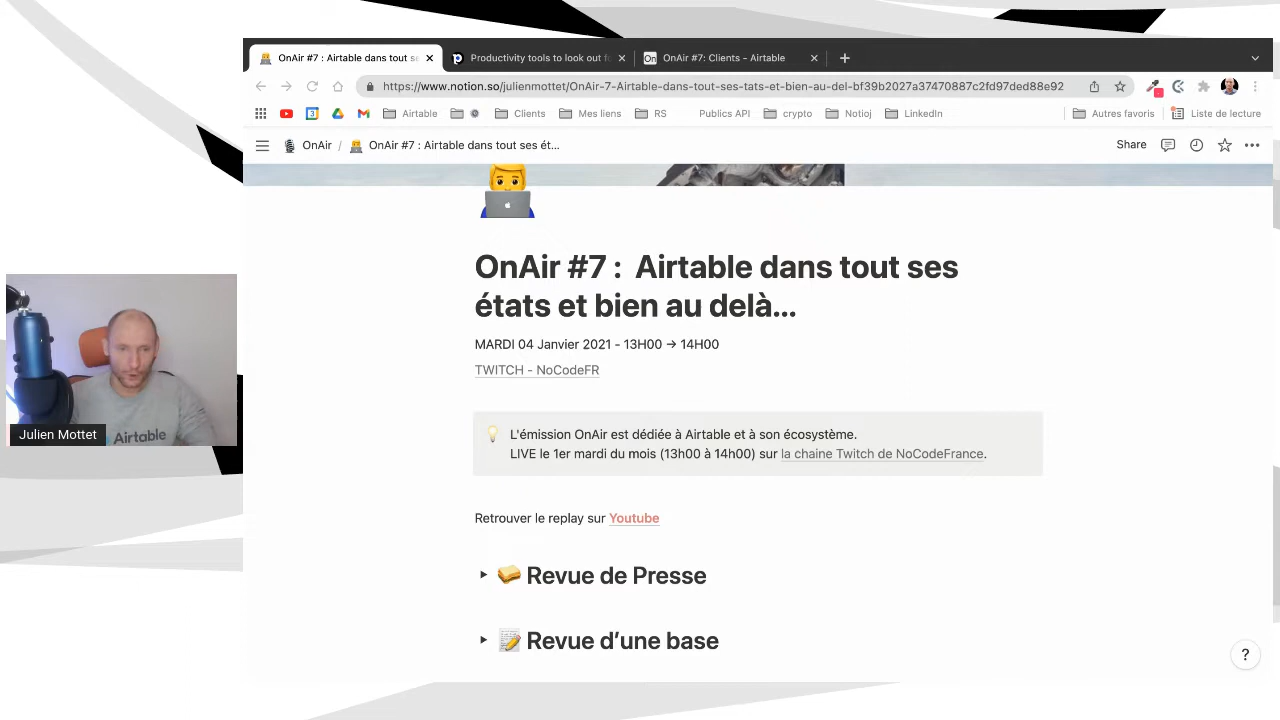 OnAir #7 : Airtable dans tout se
Productivity tools to look out fo
On
OnAir #7: Clients - Airtable
https://www.notion.so/julienmottet/OnAir-7-Airtable-dans-tout-ses-tats-et-bien-au-del-bf39b2027a37470887c2fd97ded88e92
Airtable
Clients
Mes liens
RS
Publics API
crypto
Notioj
LinkedIn
Autres favoris
Liste de lecture
OnAir / OnAir #7 : Airtable dans tout ses ét...
Share
OnAir #7 : Airtable dans tout ses
états et bien au delà...
MARDI 04 Janvier 2021 - 13H00 → 14H00
TWITCH - NoCodeFR
L'émission OnAir est dédiée à Airtable et à son écosystème.
LIVE le 1er mardi du mois (13h00 à 14h00) sur la chaine Twitch de NoCodeFrance.
Retrouver le replay sur Youtube
Revue de Presse
Revue d'une base
?
Airtable
Julien Mottet